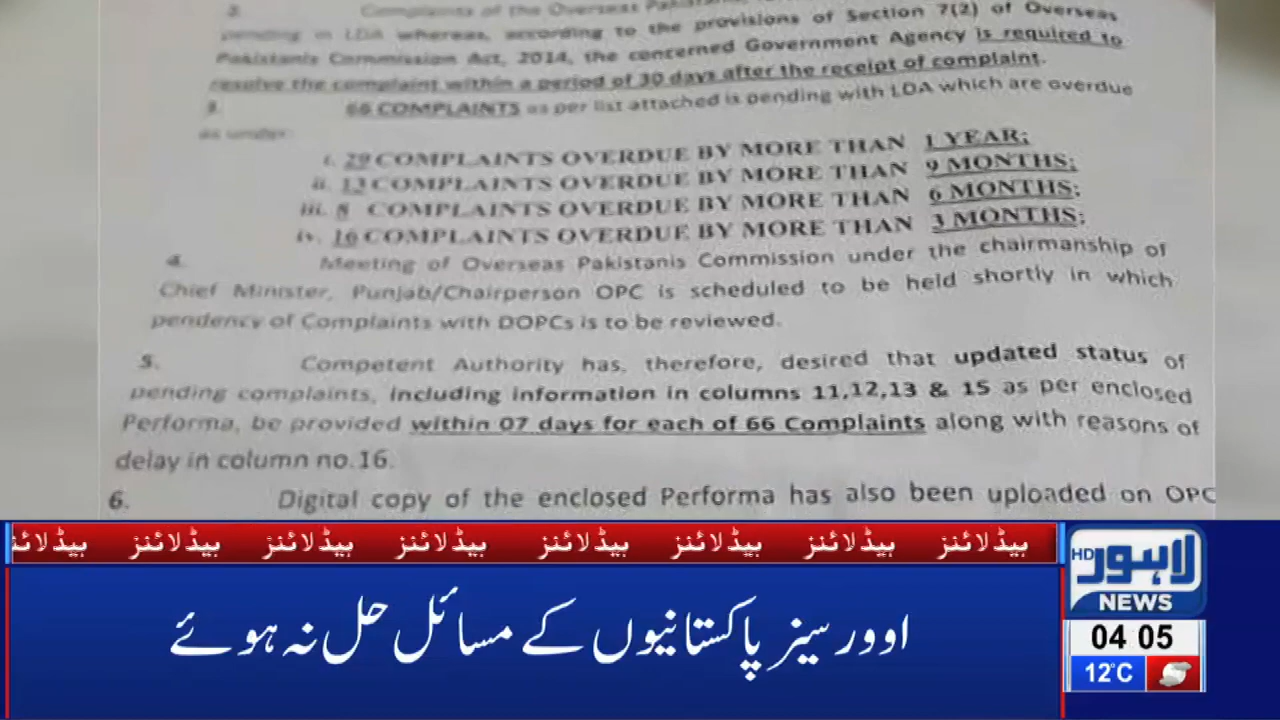 Complaints of the Overseas
pending in LDA whereas, according to the provisions of Section 7(2) of Overseas
Pakistanis Commission Act, 2014, the concerned Government Agency is required to
resolve the complaint within a period of 30 days after the receipt of complaint.
3. 66 COMPLAINTS as per list attached is pending with LDA which are overdue
as under:
i. 29 COMPLAINTS OVERDUE BY MORE THAN 1 YEAR;
ii. 13 COMPLAINTS OVERDUE BY MORE THAN 9 MONTHS;
iii. 8 COMPLAINTS OVERDUE BY MORE THAN 6 MONTHS;
iv. 16 COMPLAINTS OVERDUE BY MORE THAN 3 MONTHS;
4. Meeting of Overseas Pakistanis Commission under the chairmanship of
Chief Minister, Punjab/Chairperson OPC is scheduled to be held shortly in which
pendency of Complaints with DOPCs is to be reviewed.
5. Competent Authority has, therefore, desired that updated status of
pending complaints, including information in columns 11,12,13 & 15 as per enclosed
Performa, be provided within 07 days for each of 66 Complaints along with reasons of
delay in column no.16.
6. Digital copy of the enclosed Performa has also been uploaded on OPC
ہیڈلائنز ہیڈلائنز ہیڈلائنز ہیڈلائنز ہیڈلائنز ہیڈلائنز ہیڈلائنز ہیڈلائنز
اوورسیز پاکستانیوں کے مسائل حل نہ ہوئے
HD لاہور
NEWS
04 05
12°C